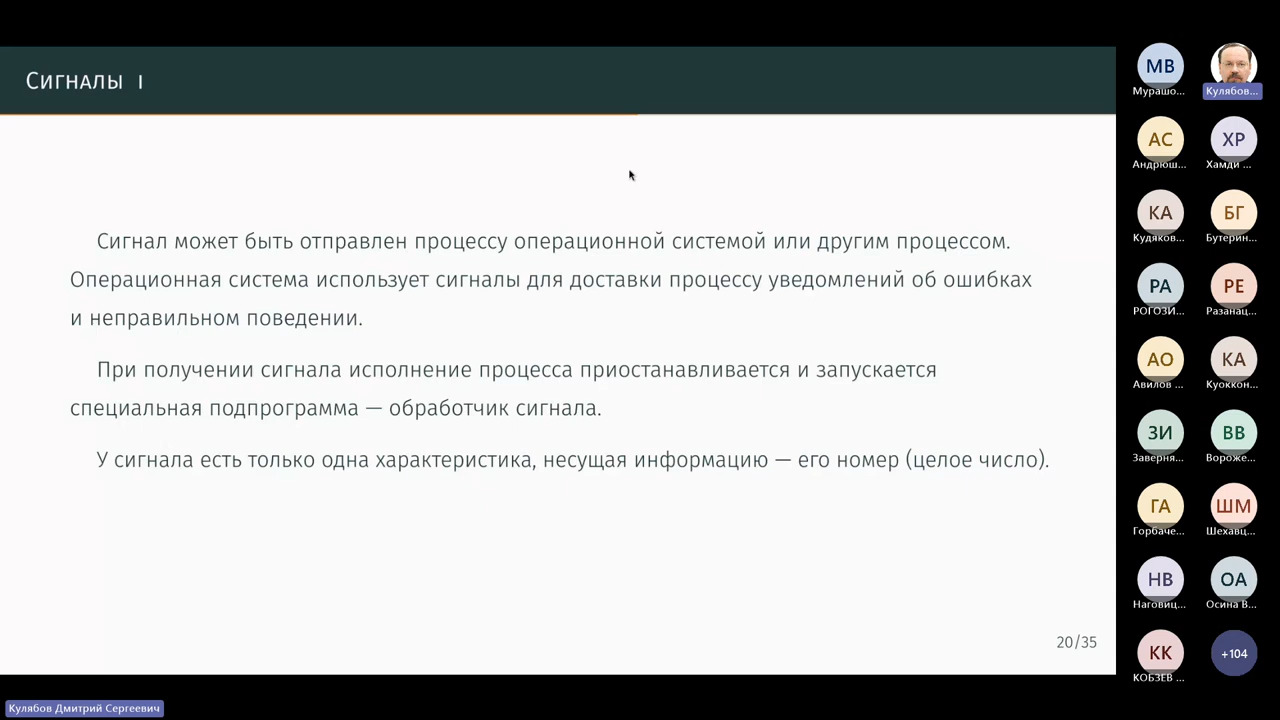 Сигналы I
Сигнал может быть отправлен процессу операционной системой или другим процессом.
Операционная система использует сигналы для доставки процессу уведомлений об ошибках
и неправильном поведении.
При получении сигнала исполнение процесса приостанавливается и запускается
специальная подпрограмма — обработчик сигнала.
У сигнала есть только одна характеристика, несущая информацию — его номер (целое число).
20/35
МВ
Мурашо...
Кулябов...
АС
Андрюш...
ХР
Хамди ...
КА
Кудяков...
БГ
Бутерин...
РА
РОГОЗИ...
РЕ
Разанац...
АО
Авилов ...
КА
Куоккон...
ЗИ
Заверня...
ВВ
Вороже...
ГА
Горбаче...
ШМ
Шехавц...
НВ
Наговиц...
ОА
Осина В...
КК
КОБЗЕВ ...
+104
Кулябов Дмитрий Сергеевич